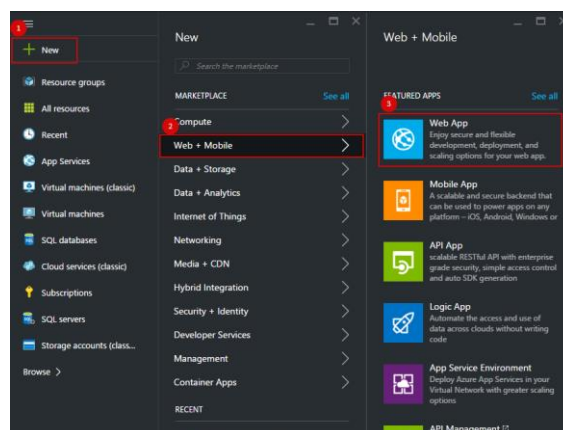 1
New
Resource groups
All resources
Recent
App Services
Virtual machines (classic)
Virtual machines
SQL databases
Cloud services (classic)
Subscriptions
SQL servers
Storage accounts (class...
Browse >
New
Search the marketplace
MARKETPLACE See all
2
Compute
Web + Mobile
Data + Storage
Data + Analytics
Internet of Things
Networking
Media + CDN
Hybrid Integration
Security + Identity
Developer Services
Management
Container Apps
RECENT
Web + Mobile
FEATURED APPS See all
3
Web App
Enjoy secure and flexible
development, deployment, and
scaling options for your web app.
Mobile App
A scalable and secure backend that
can be used to power apps on any
platform – iOS, Android, Windows or
API App
scalable RESTful API with enterprise
grade security, simple access control
and auto SDK generation
Logic App
Automate the access and use of
data across clouds without writing
code
App Service Environment
Deploy Azure App Services in your
Virtual Network with greater scaling
options
API Management